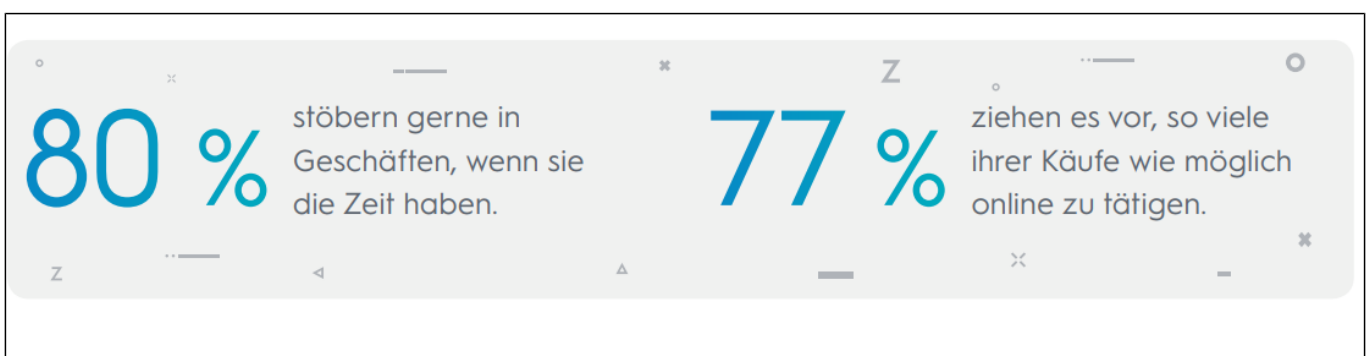 80 %
stöbern gerne in
Geschäften, wenn sie
die Zeit haben.
77 %
ziehen es vor, so viele
ihrer Käufe wie möglich
online zu tätigen.